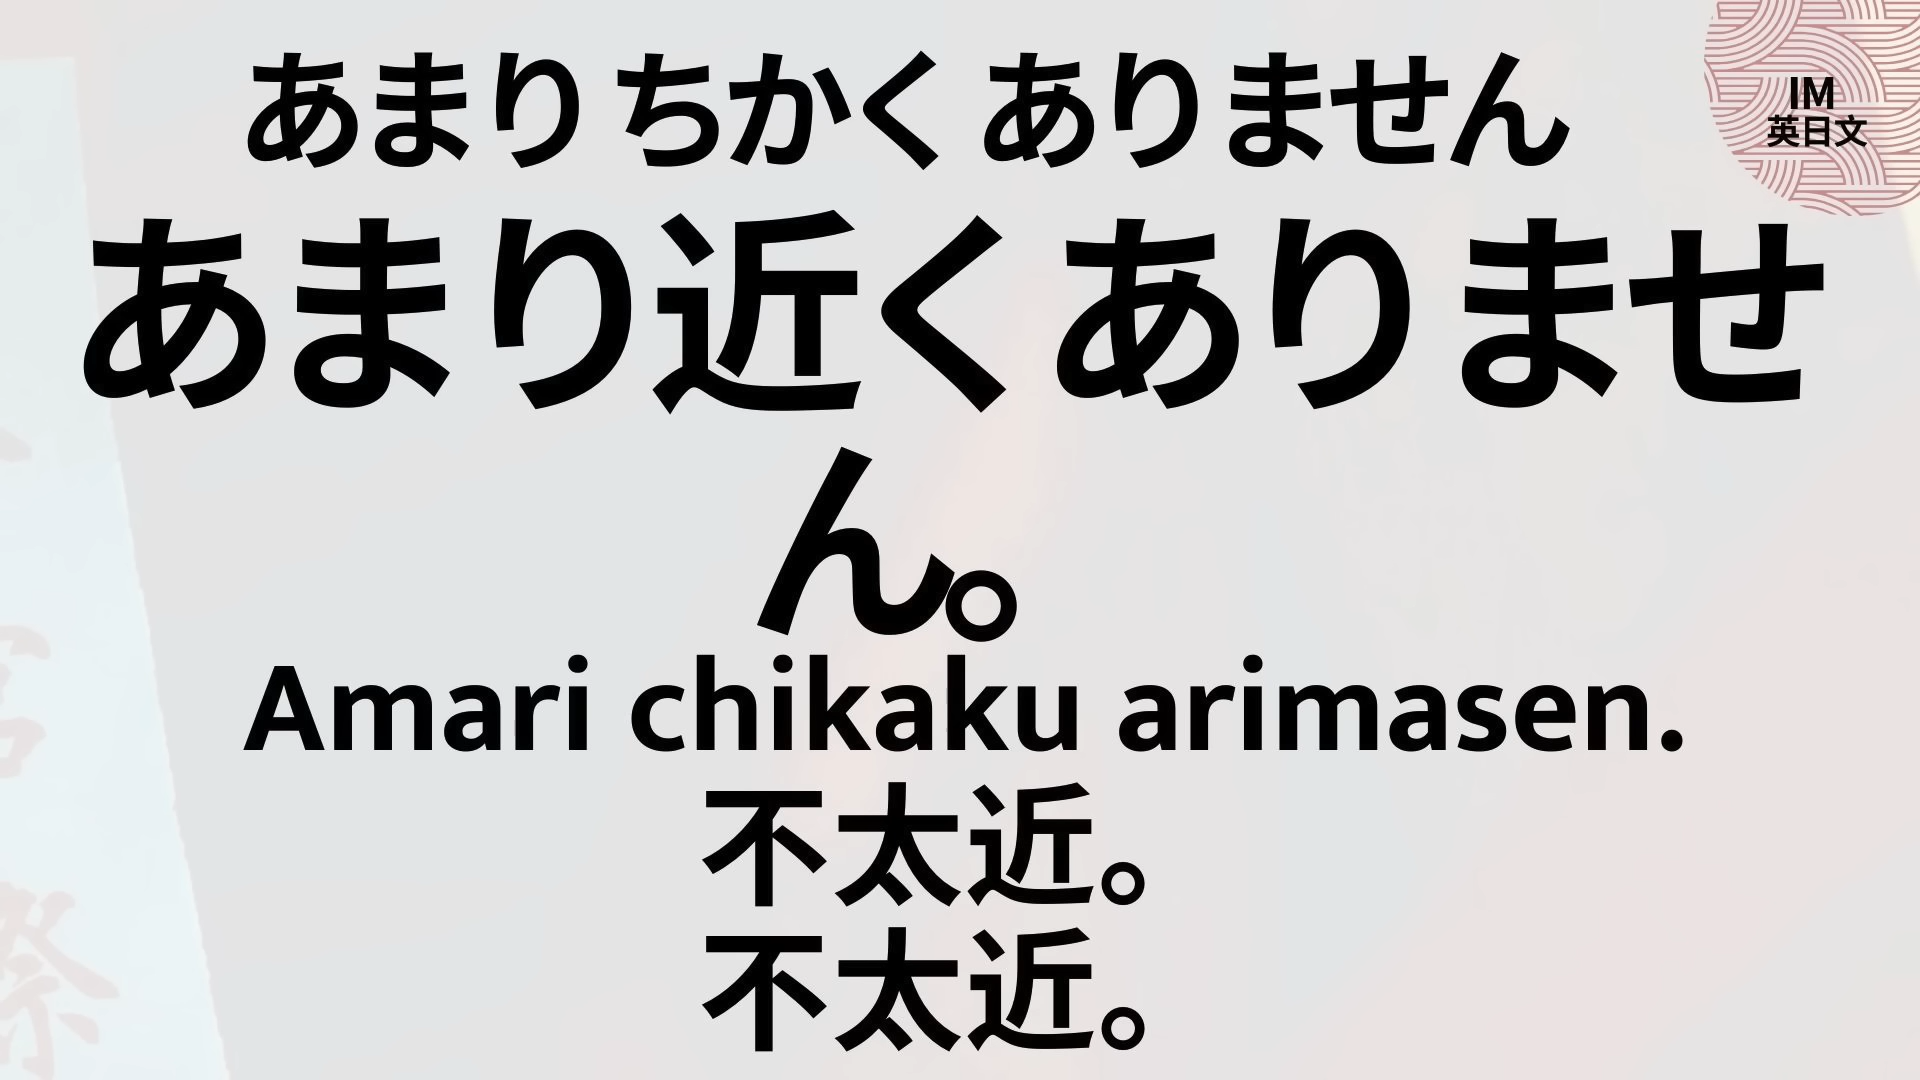 あまり ちかく ありません
IM
英日文
あまり近くありませ
ん。
Amari chikaku arimasen.
不太近。
不太近。